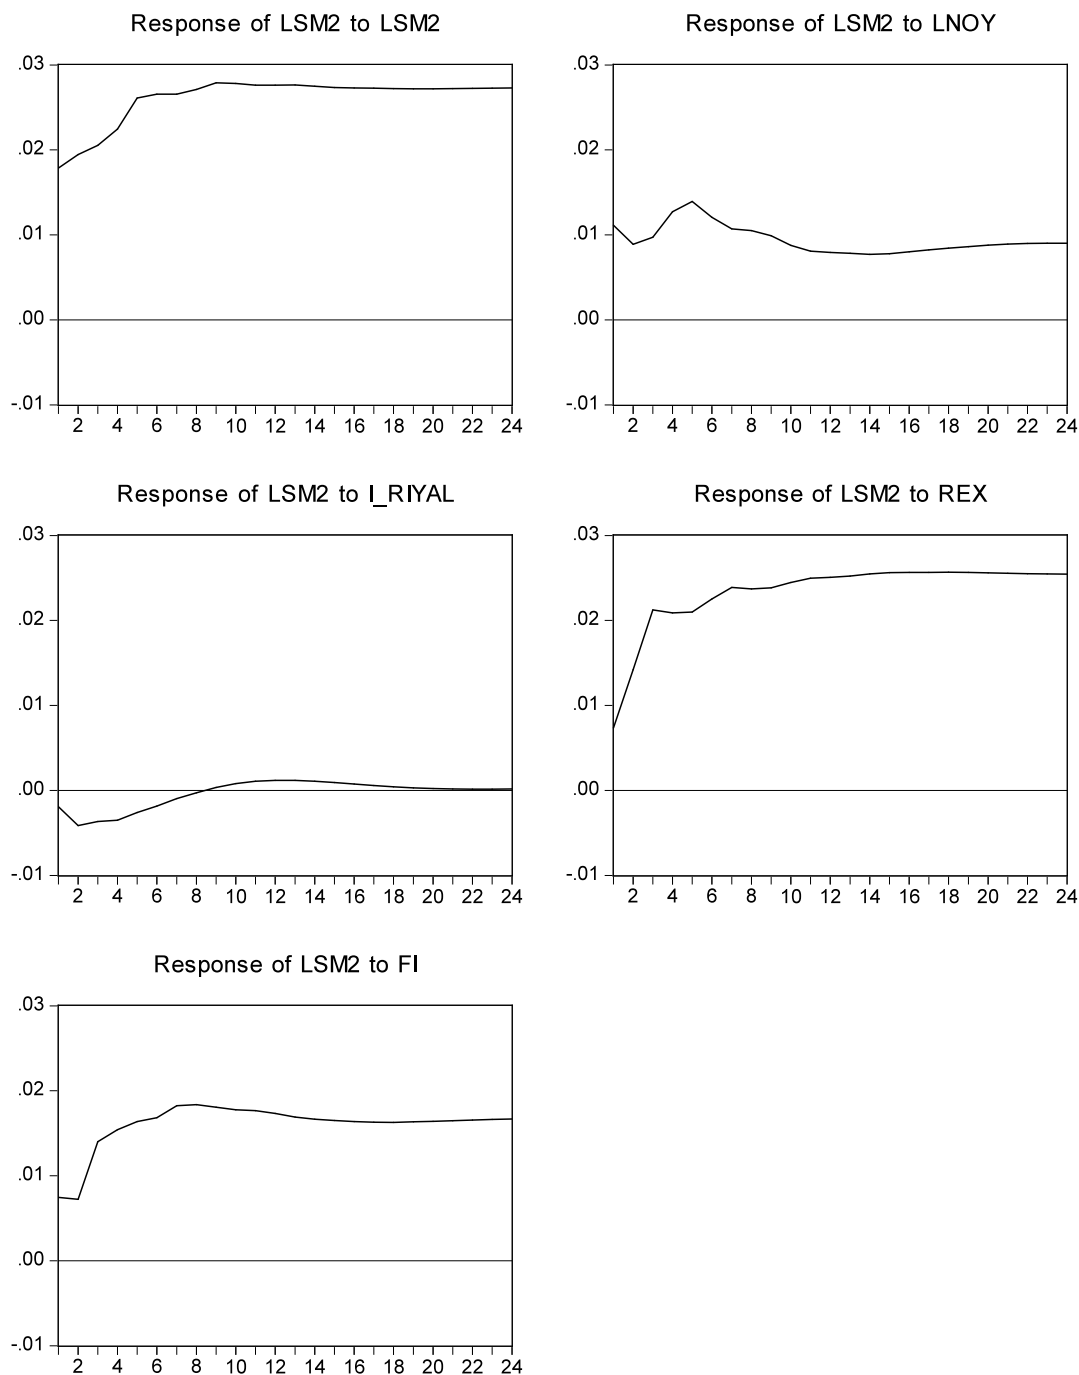 Response of LSM2 to LSM2
.03
.02
.01
.00
-.01
2 4 6 8 10 12 14 16 18 20 22 24
Response of LSM2 to LNOY
.03
.02
.01
.00
-.01
2 4 6 8 10 12 14 16 18 20 22 24
Response of LSM2 to I_RIYAL
.03
.02
.01
.00
-.01
2 4 6 8 10 12 14 16 18 20 22 24
Response of LSM2 to REX
.03
.02
.01
.00
-.01
2 4 6 8 10 12 14 16 18 20 22 24
Response of LSM2 to FI
.03
.02
.01
.00
-.01
2 4 6 8 10 12 14 16 18 20 22 24